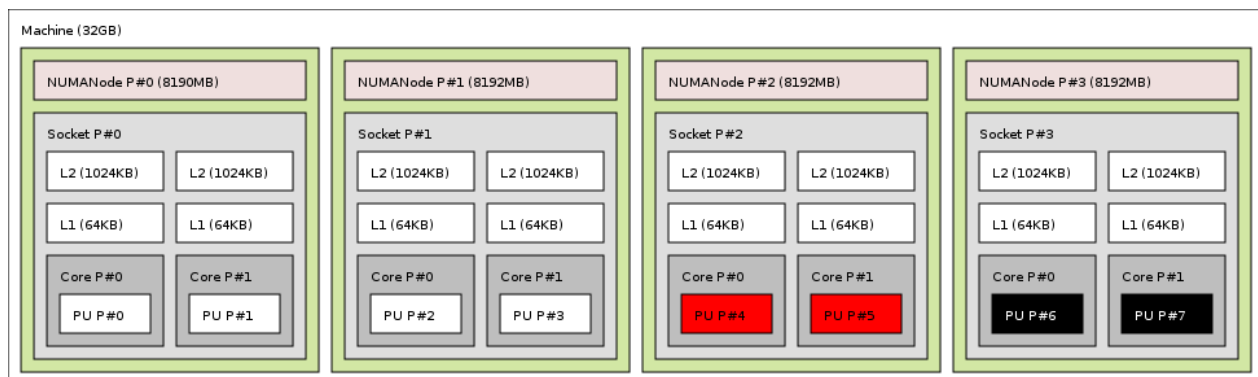 Machine (32GB)
NUMANode P#0 (8190MB)
Socket P#0
L2 (1024KB) L2 (1024KB)
L1 (64KB) L1 (64KB)
Core P#0 Core P#1
PU P#0 PU P#1
NUMANode P#1 (8192MB)
Socket P#1
L2 (1024KB) L2 (1024KB)
L1 (64KB) L1 (64KB)
Core P#0 Core P#1
PU P#2 PU P#3
NUMANode P#2 (8192MB)
Socket P#2
L2 (1024KB) L2 (1024KB)
L1 (64KB) L1 (64KB)
Core P#0 Core P#1
PU P#4 PU P#5
NUMANode P#3 (8192MB)
Socket P#3
L2 (1024KB) L2 (1024KB)
L1 (64KB) L1 (64KB)
Core P#0 Core P#1
PU P#6 PU P#7